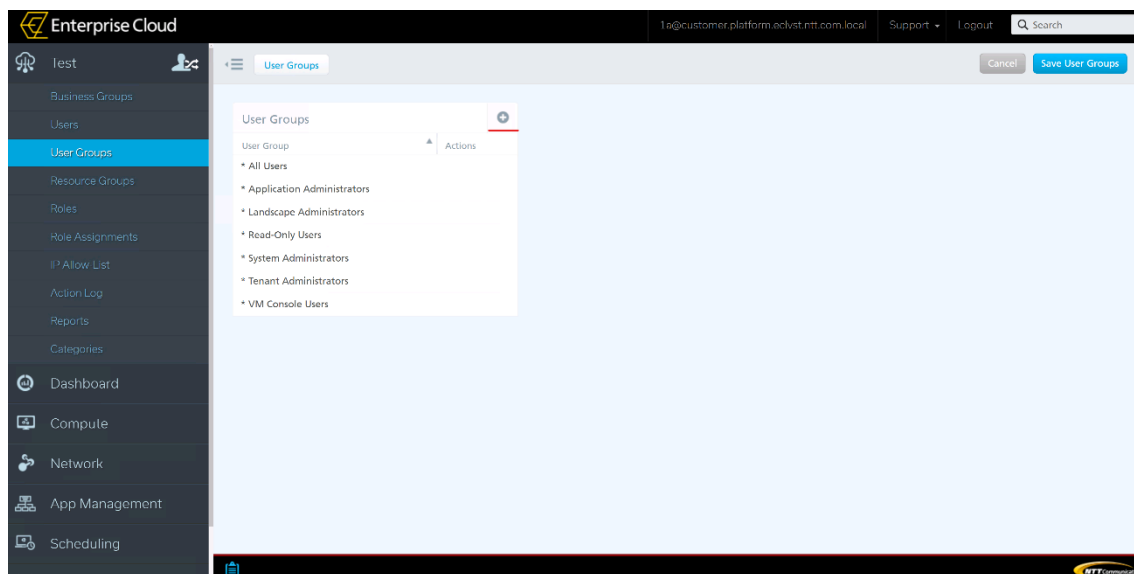 Enterprise Cloud
1a@customer.platform.eclvst.ntt.com.local
Support
Logout
Search
Test
Business Groups
Users
User Groups
Resource Groups
Roles
Role Assignments
IP Allow List
Action Log
Reports
Categories
Dashboard
Compute
Network
App Management
Scheduling
User Groups
Cancel
Save User Groups
User Groups
User Group Actions
* All Users
* Application Administrators
* Landscape Administrators
* Read-Only Users
* System Administrators
* Tenant Administrators
* VM Console Users